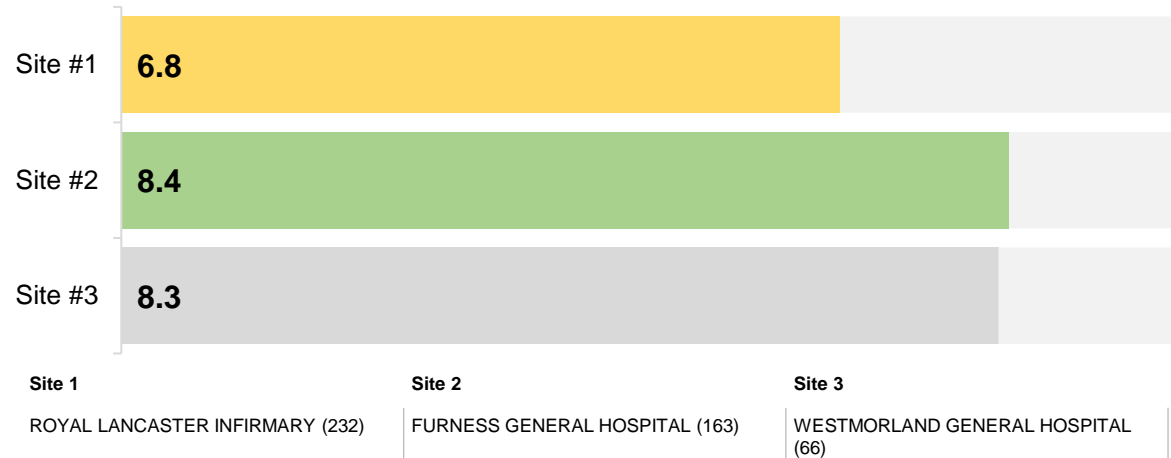 Site #1
6.8
Site #2
8.4
Site #3
8.3
Site 1
Site 2
Site 3
ROYAL LANCASTER INFIRMARY (232)
FURNESS GENERAL HOSPITAL (163)
WESTMORLAND GENERAL HOSPITAL
(66)